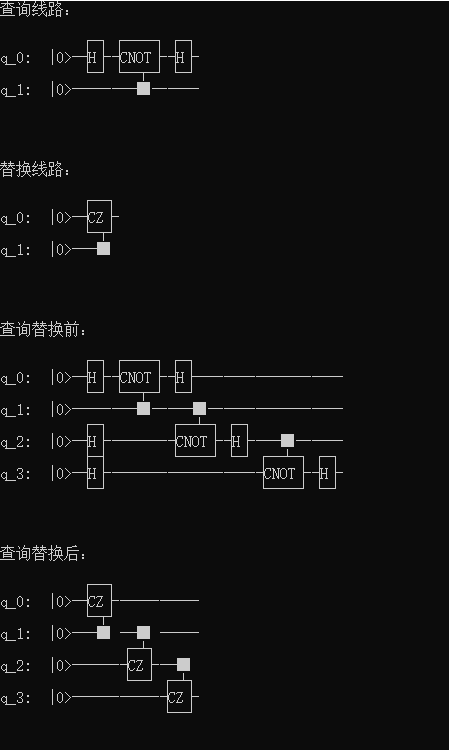 查询线路:
q_0: |0> H CNOT H
q_1: |0>
替换线路:
q_0: |0> CZ
q_1: |0>
查询替换前:
q_0: |0> H CNOT H
q_1: |0>
q_2: |0> H CNOT H
q_3: |0> H CNOT H
查询替换后:
q_0: |0> CZ
q_1: |0>
q_2: |0> CZ
q_3: |0> CZ